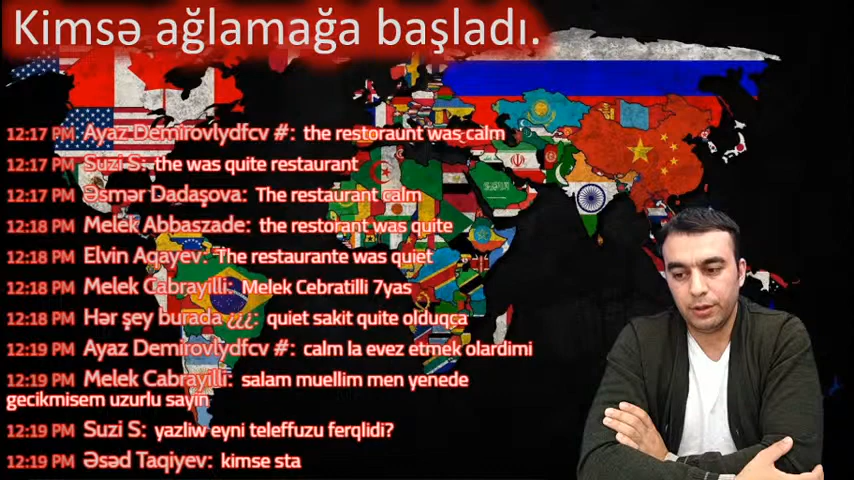 Kimsə ağlamağa başladı.
12:17 PM Ayaz Demirovlydfcv #: the restoraunt was calm
12:17 PM Suzi S: the was quite restaurant
12:17 PM Əsmər Dadaşova: The restaurant calm
12:18 PM Melek Abbaszade: the restorant was quite
12:18 PM Elvin Aqayev: The restaurante was quiet
12:18 PM Melek Cabrayilli: Melek Cebratilli 7yas
12:18 PM Hər şey burada ¿¿¿: quiet sakit quite olduqca
12:19 PM Ayaz Demirovlydfcv #: calm la evez etmek olardimi
12:19 PM Melek Cabrayilli: salam muellim men yenede
gecikmisem uzurlu sayin
12:19 PM Suzi S: yazliw eyni teleffuzu ferqlidi?
12:19 PM Əsəd Taqiyev: kimse sta